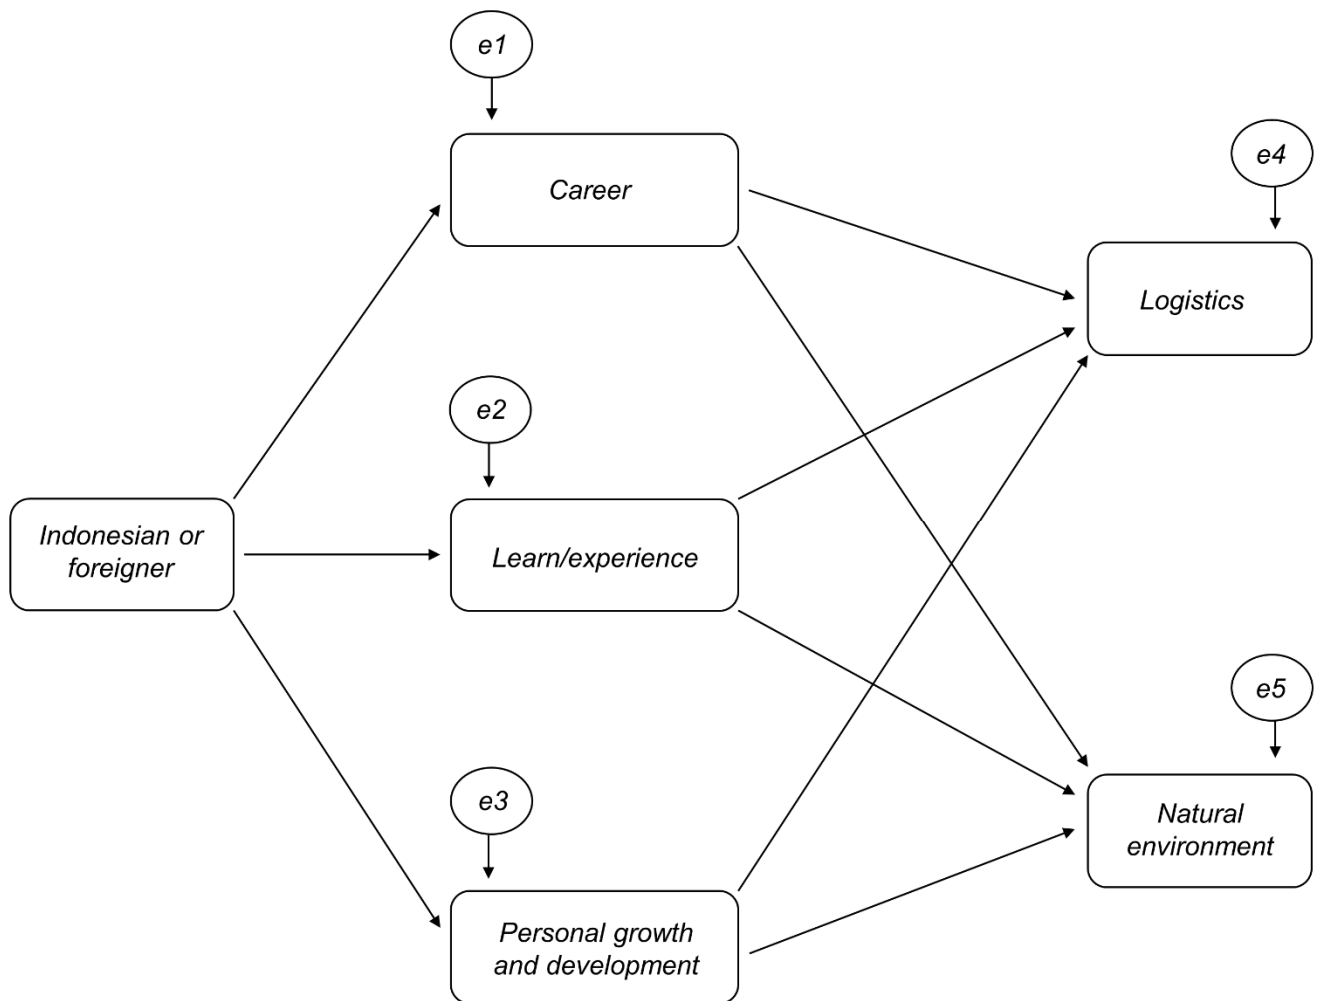 e1
Career
e4
Logistics
e2
Indonesian or
foreigner
Learn/experience
e5
Natural
environment
e3
Personal growth
and development